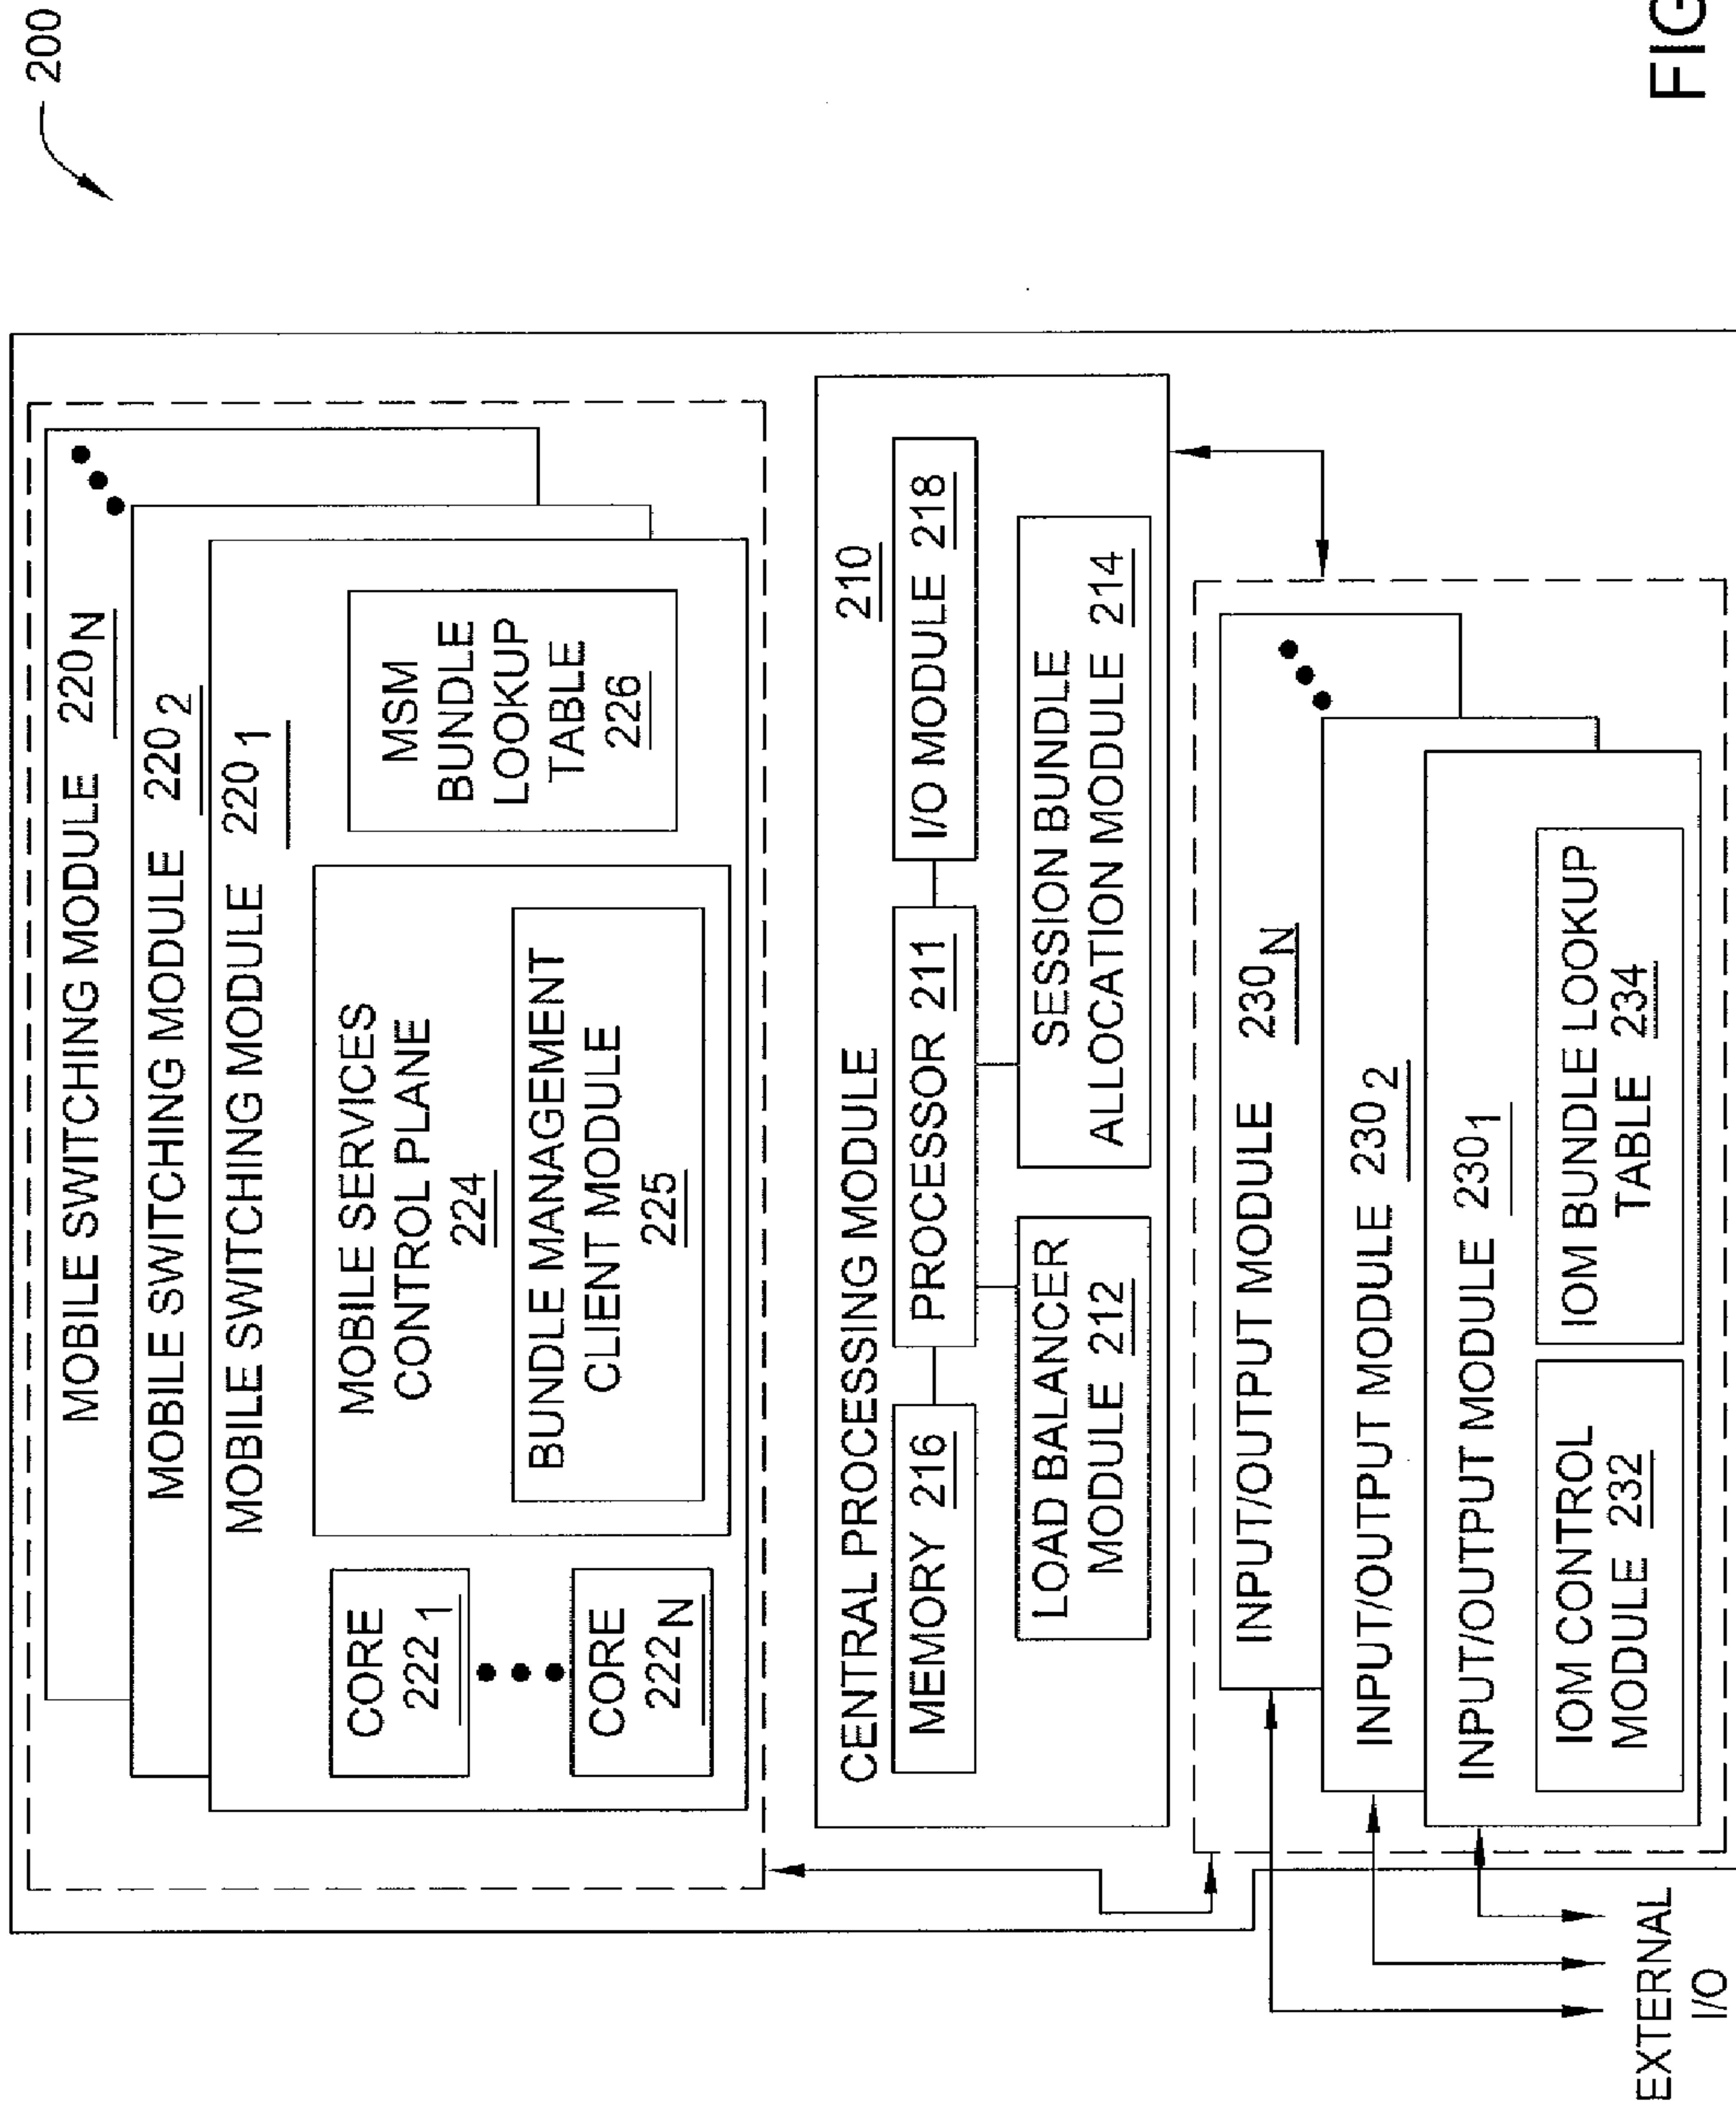 200
MOBILE SWITCHING MODULE 220N
MOBILE SWITCHING MODULE 2202
MOBILE SWITCHING MODULE 2201
CORE
2221
CORE
222N
MOBILE SERVICES
CONTROL PLANE
224
BUNDLE MANAGEMENT
CLIENT MODULE
225
MSM
BUNDLE
LOOKUP
TABLE
226
CENTRAL PROCESSING MODULE 210
MEMORY 216
PROCESSOR 211
I/O MODULE 218
LOAD BALANCER
MODULE 212
SESSION BUNDLE
ALLOCATION MODULE 214
INPUT/OUTPUT MODULE 230N
INPUT/OUTPUT MODULE 2302
INPUT/OUTPUT MODULE 2301
IOM CONTROL
MODULE 232
IOM BUNDLE LOOKUP
TABLE 234
EXTERNAL
I/O
FIG